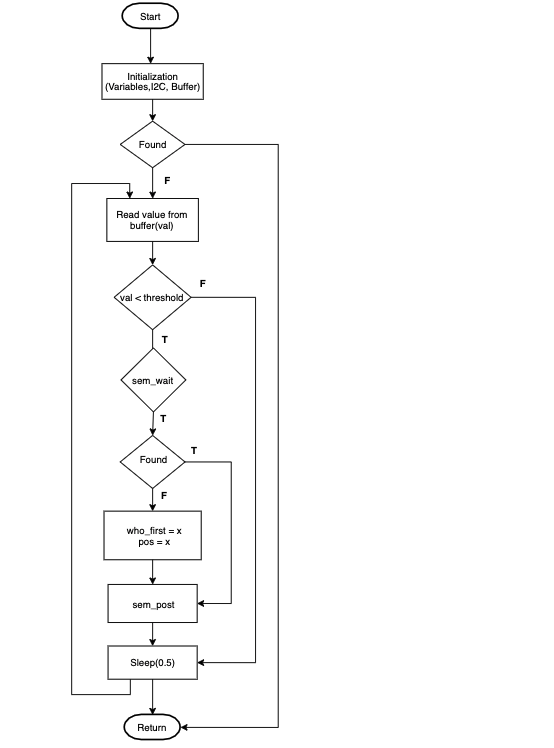 Start
Initialization
(Variables,I2C, Buffer)
Found
F
Read value from
buffer(val)
F
val < threshold
T
sem_wait
T
T
Found
F
who_first = x
pos = x
sem_post
Sleep(0.5)
Return